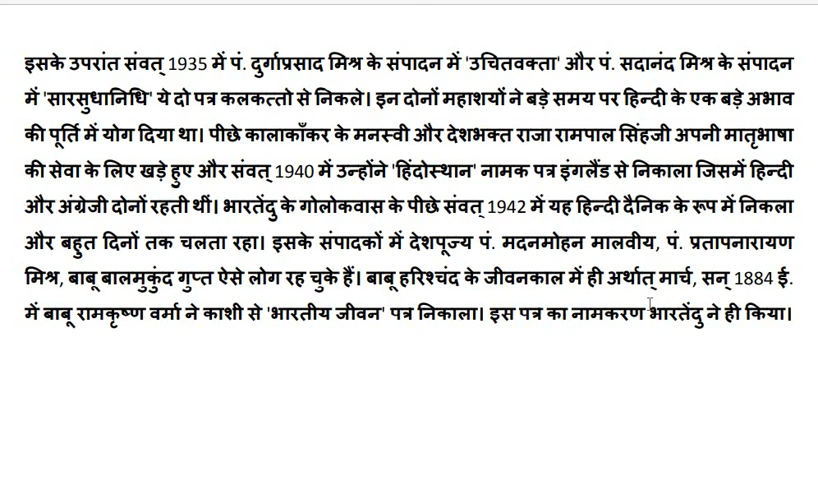 इसके उपरांत संवत् 1935 में पं. दुर्गाप्रसाद मिश्र के संपादन में 'उचितवक्ता' और पं. सदानंद मिश्र के संपादन
में 'सारसुधानिधि' ये दो पत्र कलकत्तो से निकले। इन दोनों महाशयों ने बड़े समय पर हिन्दी के एक बड़े अभाव
की पूर्ति में योग दिया था। पीछे कालाकाँकर के मनस्वी और देशभक्त राजा रामपाल सिंहजी अपनी मातृभाषा
की सेवा के लिए खड़े हुए और संवत् 1940 में उन्होंने 'हिंदोस्थान' नामक पत्र इंगलैंड से निकाला जिसमें हिन्दी
और अंग्रेजी दोनों रहती थीं। भारतेंदु के गोलोकवास के पीछे संवत् 1942 में यह हिन्दी दैनिक के रूप में निकला
और बहुत दिनों तक चलता रहा। इसके संपादकों में देशपूज्य पं. मदनमोहन मालवीय, पं. प्रतापनारायण
मिश्र, बाबू बालमुकुंद गुप्त ऐसे लोग रह चुके हैं। बाबू हरिश्चंद के जीवनकाल में ही अर्थात् मार्च, सन् 1884 ई.
में बाबू रामकृष्ण वर्मा ने काशी से 'भारतीय जीवन' पत्र निकाला। इस पत्र का नामकरण भारतेंदु ने ही किया।